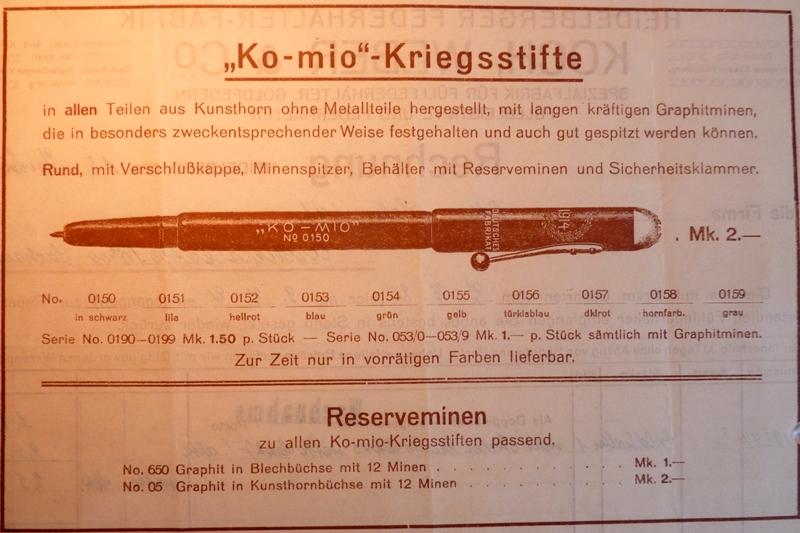 „Ko-mio"-Kriegsstifte
in allen Teilen aus Kunsthorn ohne Metallteile hergestellt, mit langen kräftigen Graphitminen,
die in besonders zweckentsprechender Weise festgehalten und auch gut gespitzt werden können.
Rund, mit Verschlußkappe, Minenspitzer, Behälter mit Reserveminen und Sicherheitsklammer.
„KO-MIO"
No 0150
DEUTSCHES
FABRIKAT
1914
. Mk. 2.—
No. 0150 0151 0152 0153 0154 0155 0156 0157 0158 0159
in schwarz lila hellrot blau grün gelb türkisblau dklrot hornfarb. grau
Serie No. 0190—0199 Mk. 1.50 p. Stück — Serie No. 053/0—053/9 Mk. 1.— p. Stück sämtlich mit Graphitminen.
Zur Zeit nur in vorrätigen Farben lieferbar.
Reserveminen
zu allen Ko-mio-Kriegsstiften passend.
No. 650 Graphit in Blechbüchse mit 12 Minen . . . . . . . . . . Mk. 1.—
No. 05 Graphit in Kunsthornbüchse mit 12 Minen . . . . . . . . . Mk. 2.—